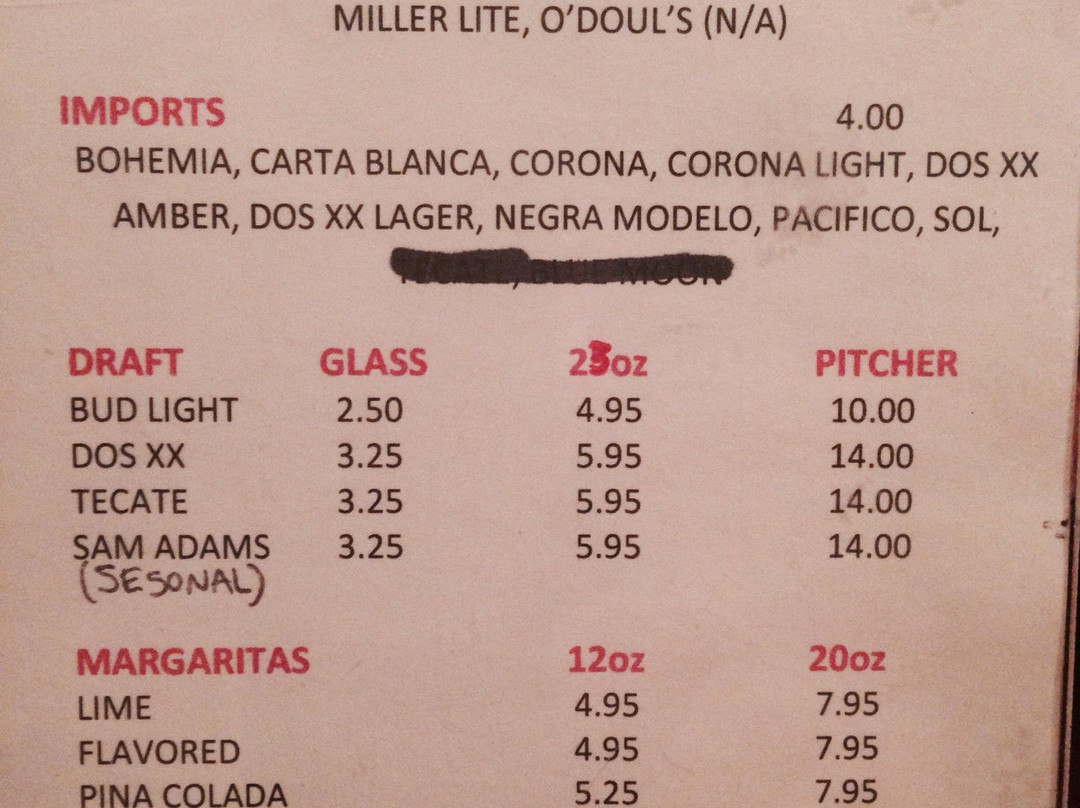 MILLER LITE, O'DOUL'S (N/A)
IMPORTS 4.00
BOHEMIA, CARTA BLANCA, CORONA, CORONA LIGHT, DOS XX
AMBER, DOS XX LAGER, NEGRA MODELO, PACIFICO, SOL,
TECATE, BLUE MOON
DRAFT GLASS 23oz PITCHER
BUD LIGHT 2.50 4.95 10.00
DOS XX 3.25 5.95 14.00
TECATE 3.25 5.95 14.00
SAM ADAMS 3.25 5.95 14.00
(SESONAL)
MARGARITAS 12oz 20oz
LIME 4.95 7.95
FLAVORED 4.95 7.95
PINA COLADA 5.25 7.95